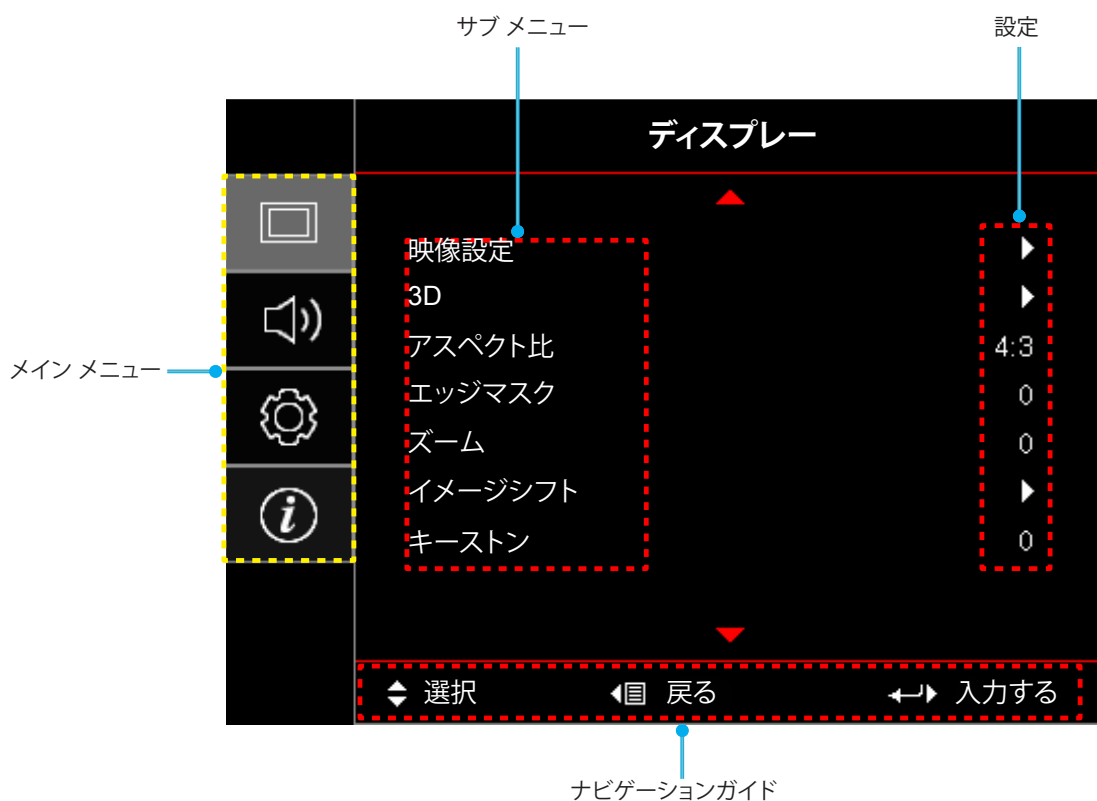 サブ メニュー
設定
ディスプレー
映像設定
3D
アスペクト比 4:3
エッジマスク 0
ズーム 0
イメージシフト
キーストン 0
メイン メニュー
選択 戻る 入力する
ナビゲーションガイド